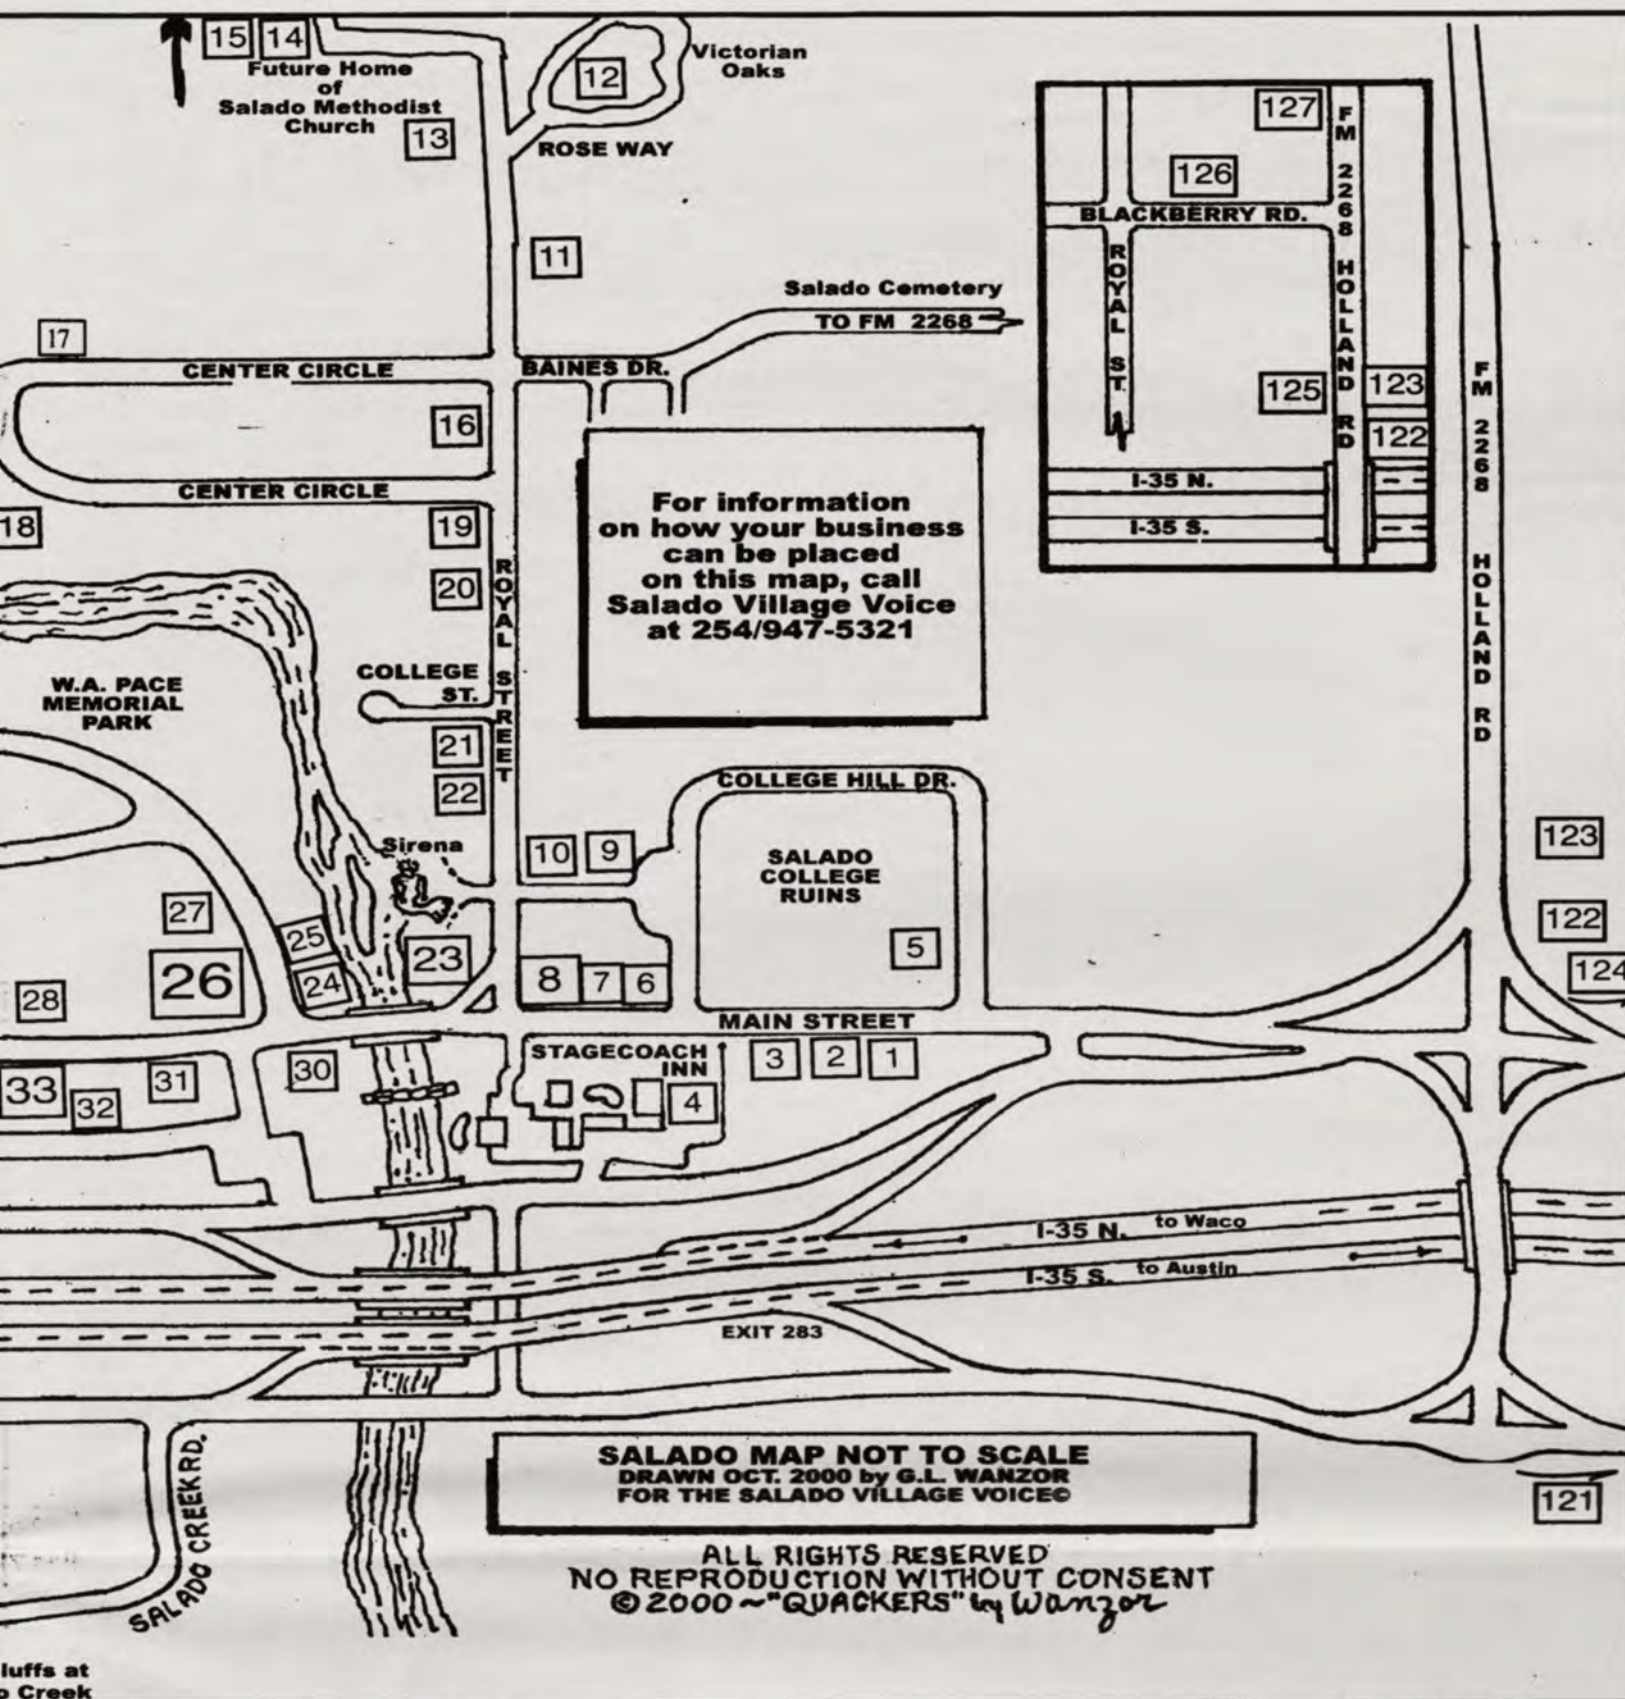 15
14
Future Home
of
Salado Methodist
Church
13
12
Victorian
Oaks
ROSE WAY
11
Salado Cemetery
TO FM 2268
17
CENTER CIRCLE
BAINES DR.
16
CENTER CIRCLE
18
19
20
ROYAL STREET
For information
on how your business
can be placed
on this map, call
Salado Village Voice
at 254/947-5321
127
126
BLACKBERRY RD.
FM 2268 HOLLAND RD
ROYAL ST.
125
123
122
I-35 N.
I-35 S.
FM 2268 HOLLAND RD
W.A. PACE
MEMORIAL
PARK
COLLEGE
ST.
21
22
COLLEGE HILL DR.
Sirena
10
9
SALADO
COLLEGE
RUINS
5
123
122
124
27
25
24
23
26
28
8
7
6
MAIN STREET
STAGECOACH
INN
3
2
1
4
33
32
31
30
I-35 N.
to Waco
I-35 S.
to Austin
EXIT 283
SALADO CREEK RD.
SALADO MAP NOT TO SCALE
DRAWN OCT. 2000 by G.L. WANZOR
FOR THE SALADO VILLAGE VOICE©
121
ALL RIGHTS RESERVED
NO REPRODUCTION WITHOUT CONSENT
©2000~"QUACKERS" by Wanzor
luffs at
o Creek